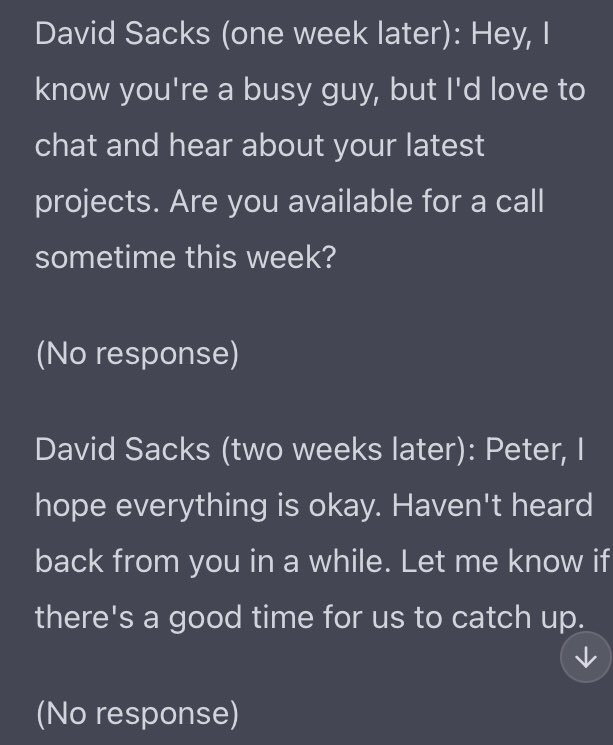 David Sacks (one week later): Hey, I
know you're a busy guy, but I'd love to
chat and hear about your latest
projects. Are you available for a call
sometime this week?
(No response)
David Sacks (two weeks later): Peter, I
hope everything is okay. Haven't heard
back from you in a while. Let me know if
there's a good time for us to catch up.
(No response)